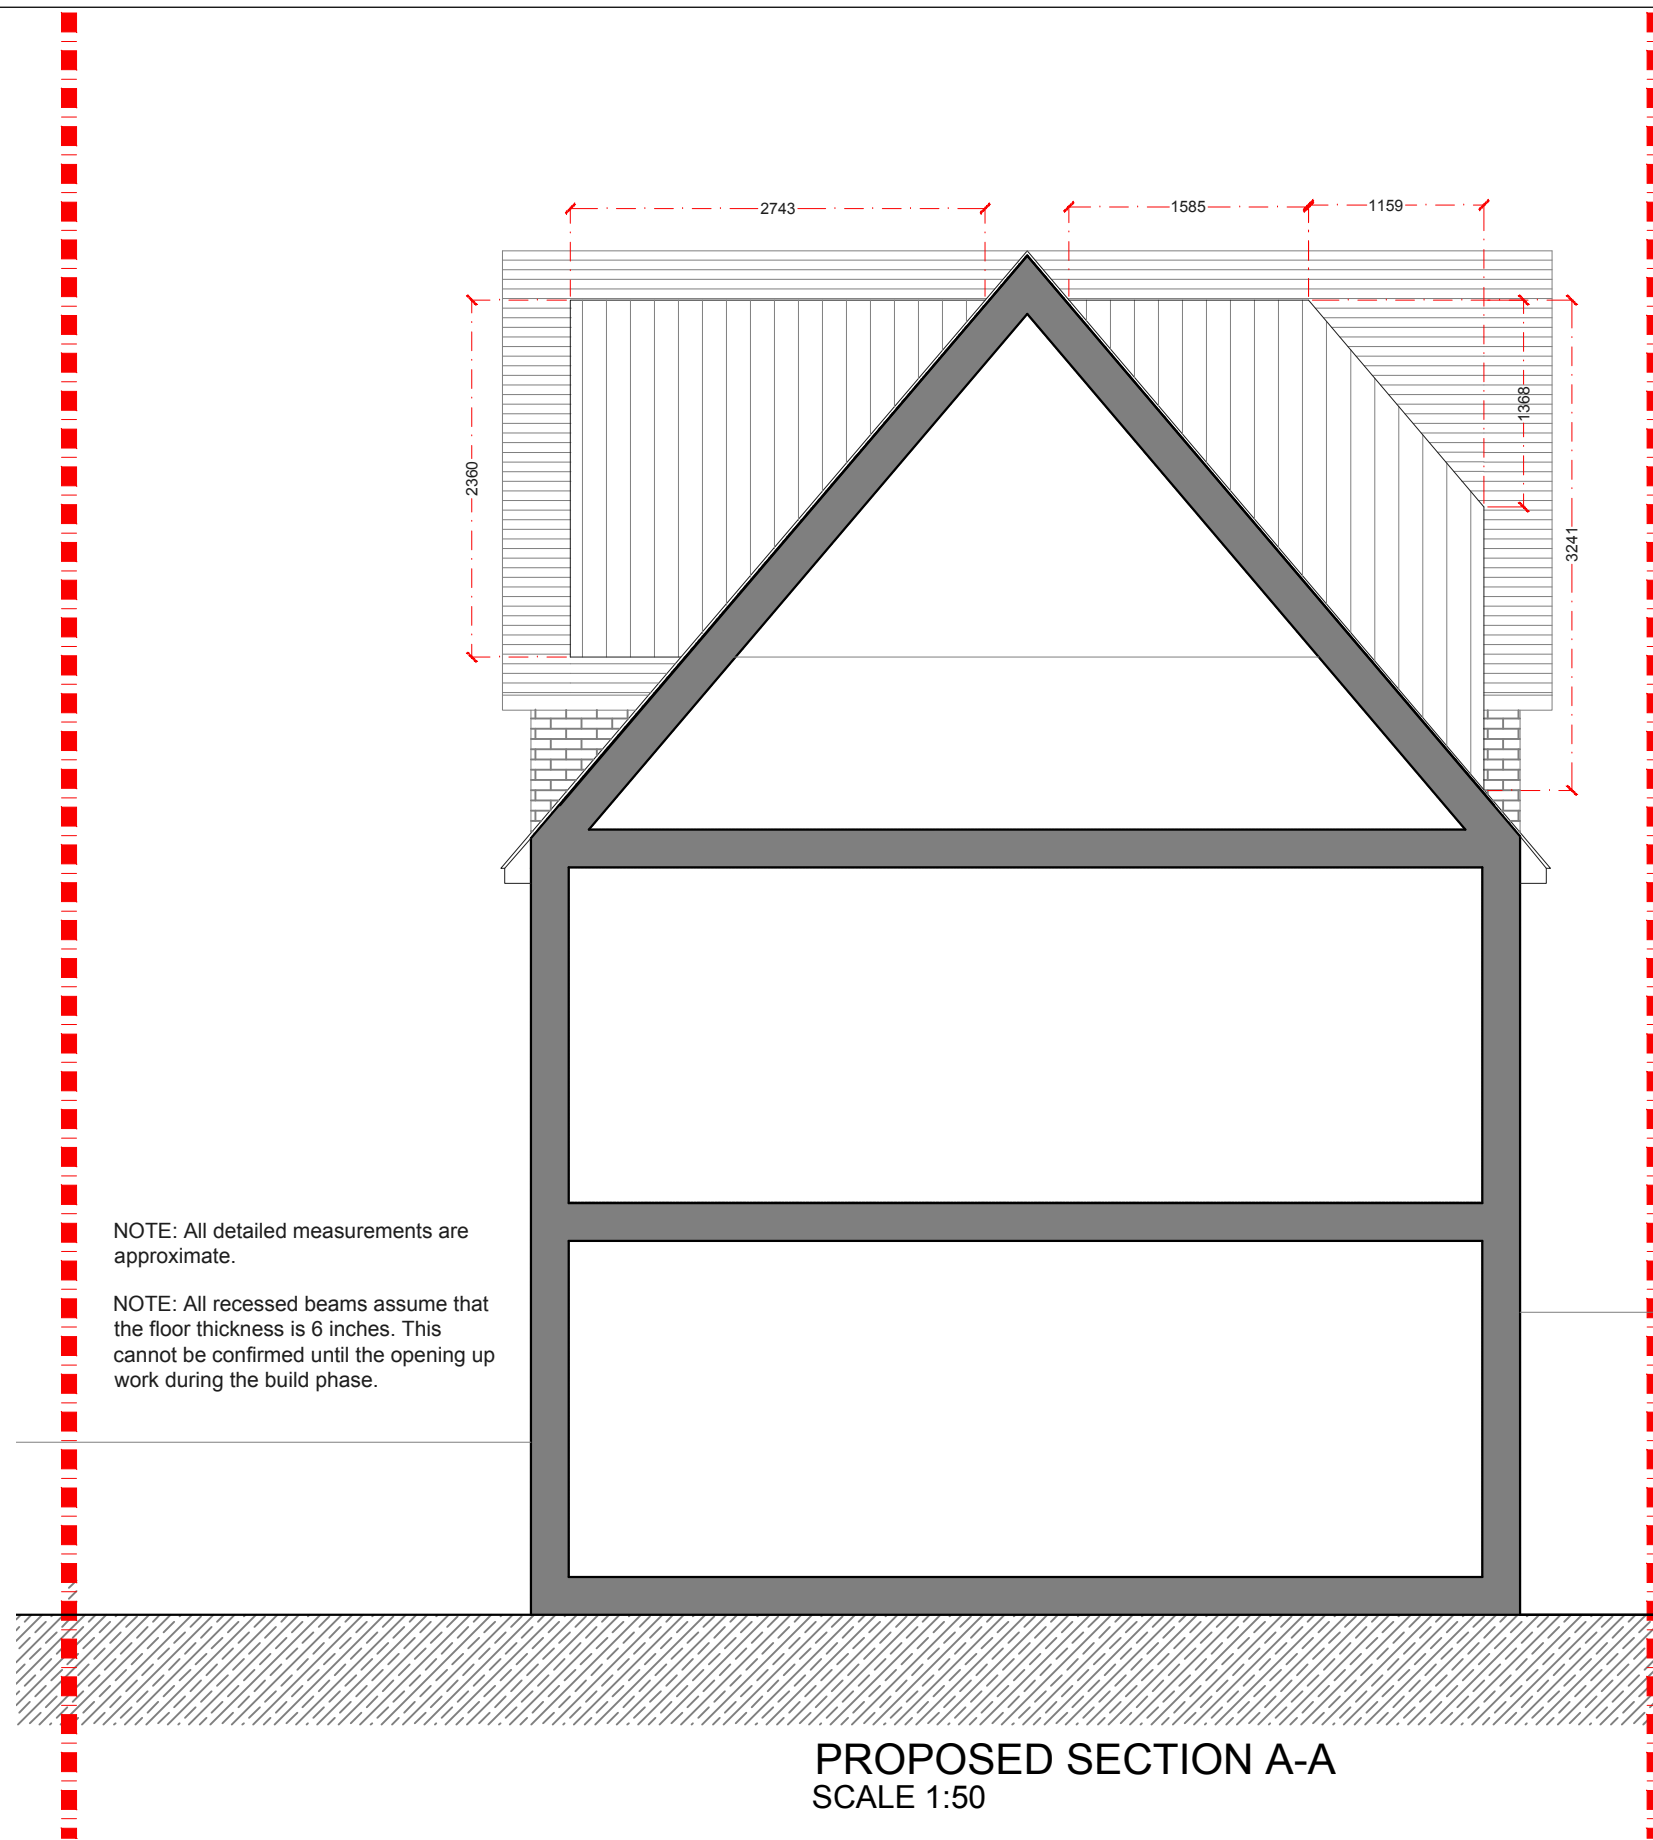 2743
1585
1159
2360
1368
3241
NOTE: All detailed measurements are
approximate.
NOTE: All recessed beams assume that
the floor thickness is 6 inches. This
cannot be confirmed until the opening up
work during the build phase.
PROPOSED SECTION A-A
SCALE 1:50